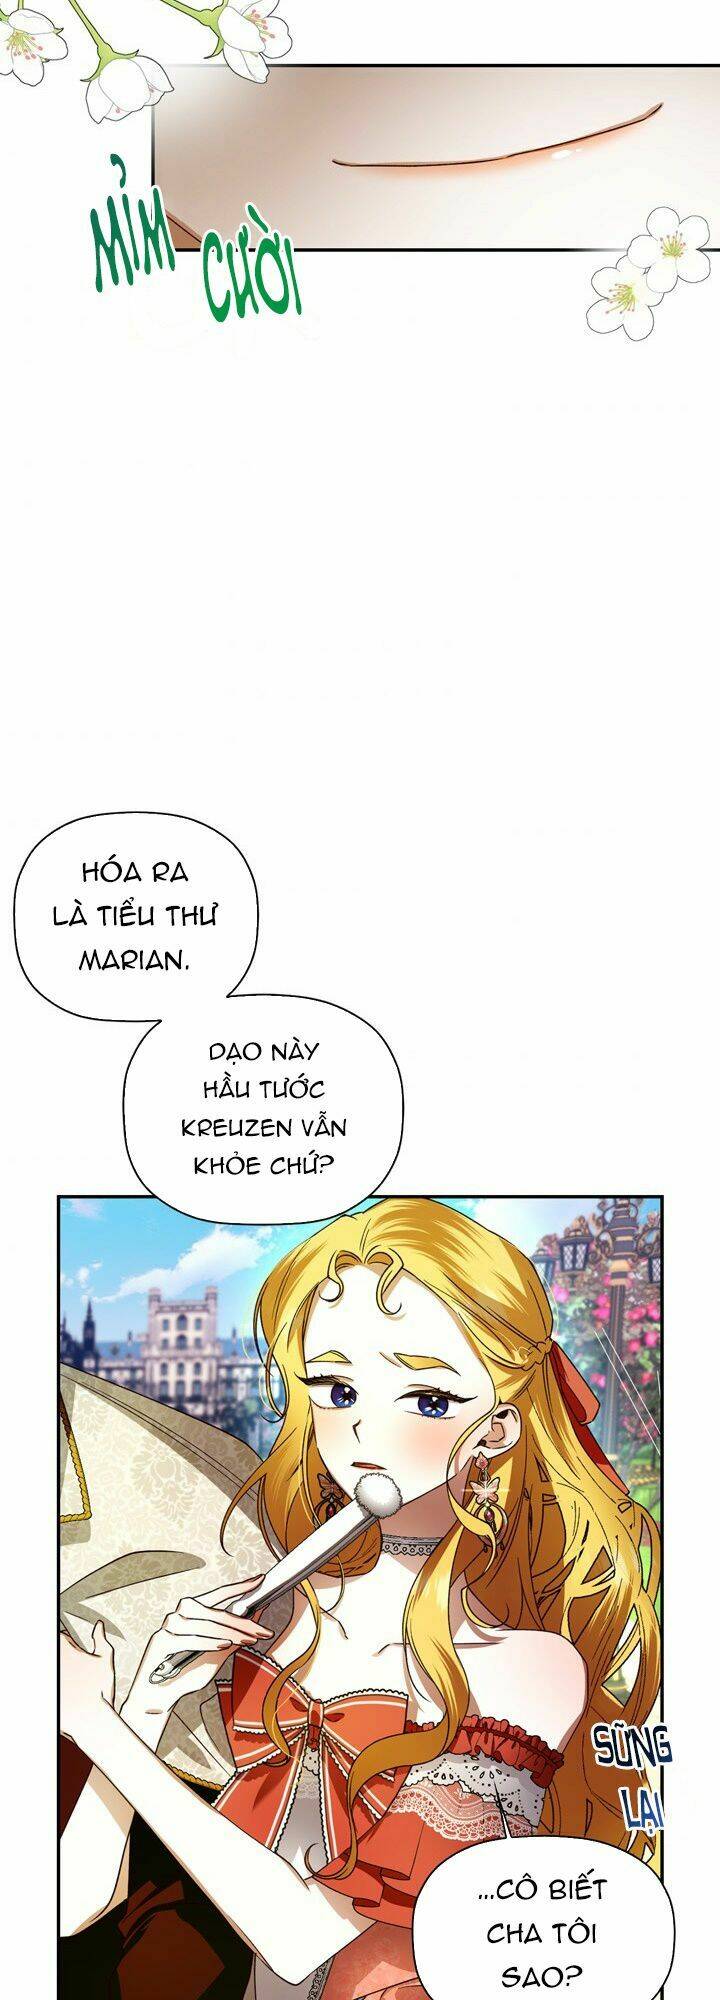 MỈM
CƯỜI
HÓA RA
LÀ TIỂU THƯ
MARIAN.
DẠO NÀY
HẦU TƯỚC
KREUZEN VẪN
KHỎE CHỨ?
SỮNG
LẠI
...CÔ BIẾT
CHA TÔI
SAO?